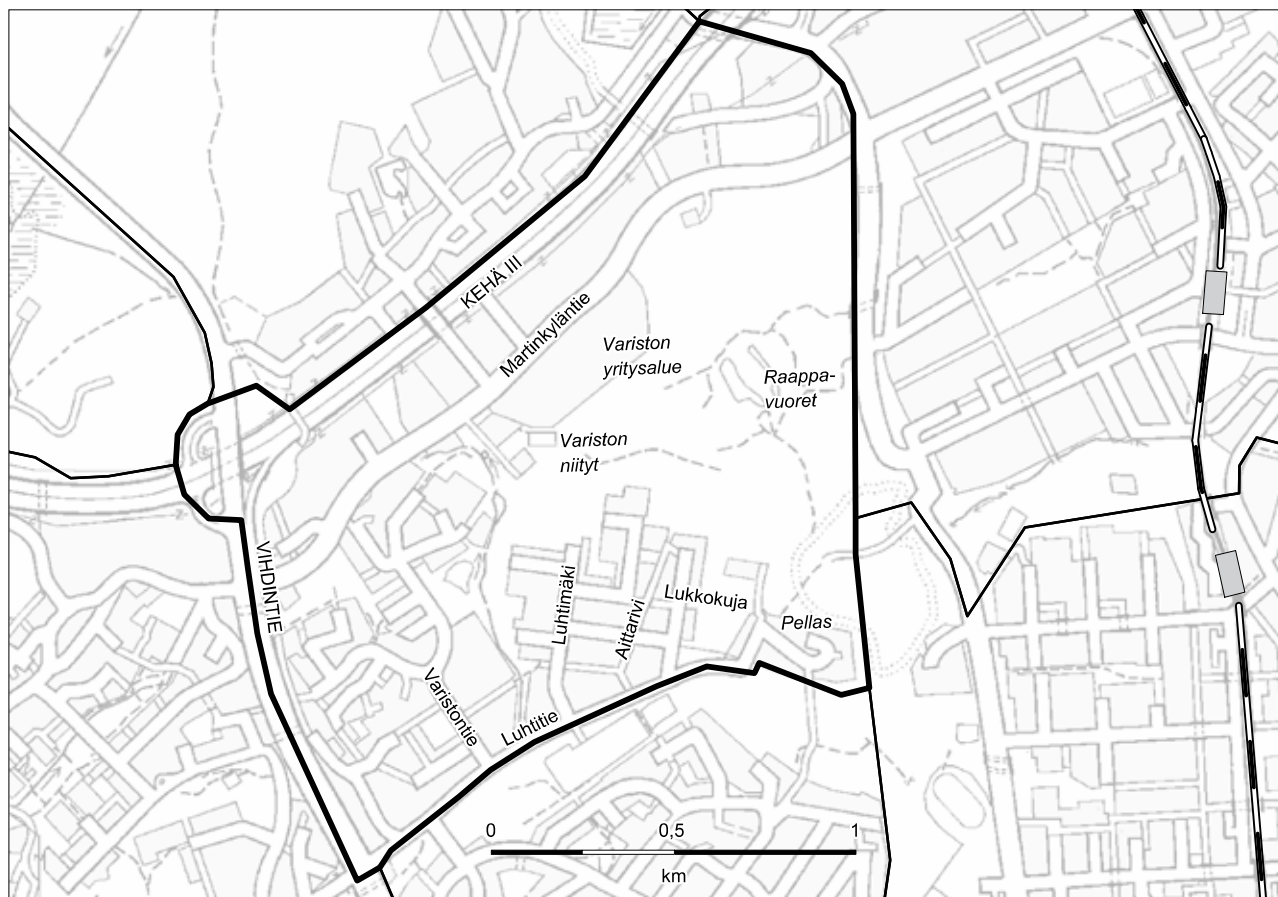 KEHÄ III
Martinkyläntie
Variston
yritysalue
Raappa-
vuoret
Variston
niityt
VIHDINTIE
Luhtimäki
Aittarivi
Lukkokuja
Pellas
Varistontie
Luhtitie
0
0,5
1
km